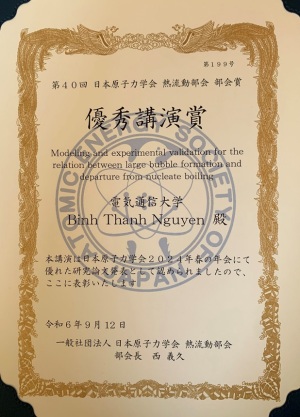 第199号
第40回 日本原子力学会 熱流動部会 部会賞
優秀講演賞
Modeling and experimental validation for the
relation between large bubble formation and
departure from nucleate boiling
電気通信大学
Binh Thanh Nguyen 殿
本講演は日本原子力学会2024年春の年会にて
優れた研究論文発表として認められましたので、
ここに表彰いたします。
令和6年9月12日
一般社団法人 日本原子力学会 熱流動部会
部会長 西 義久
ATOMIC ENERGY SOCIETY OF JAPAN